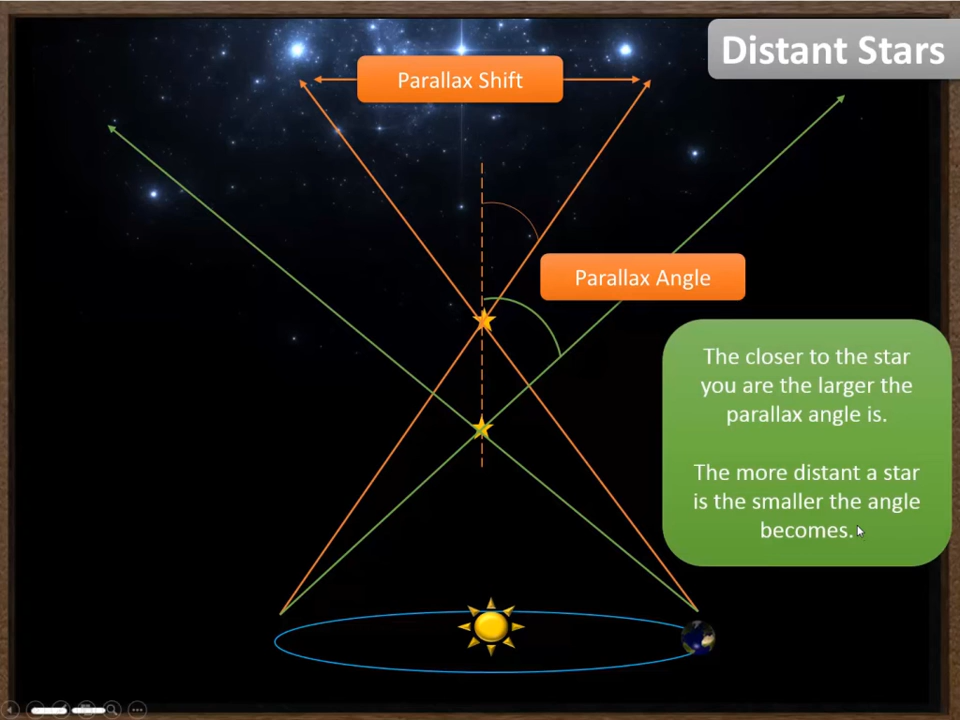 Distant Stars
Parallax Shift
Parallax Angle
The closer to the star
you are the larger the
parallax angle is.
The more distant a star
is the smaller the angle
becomes.